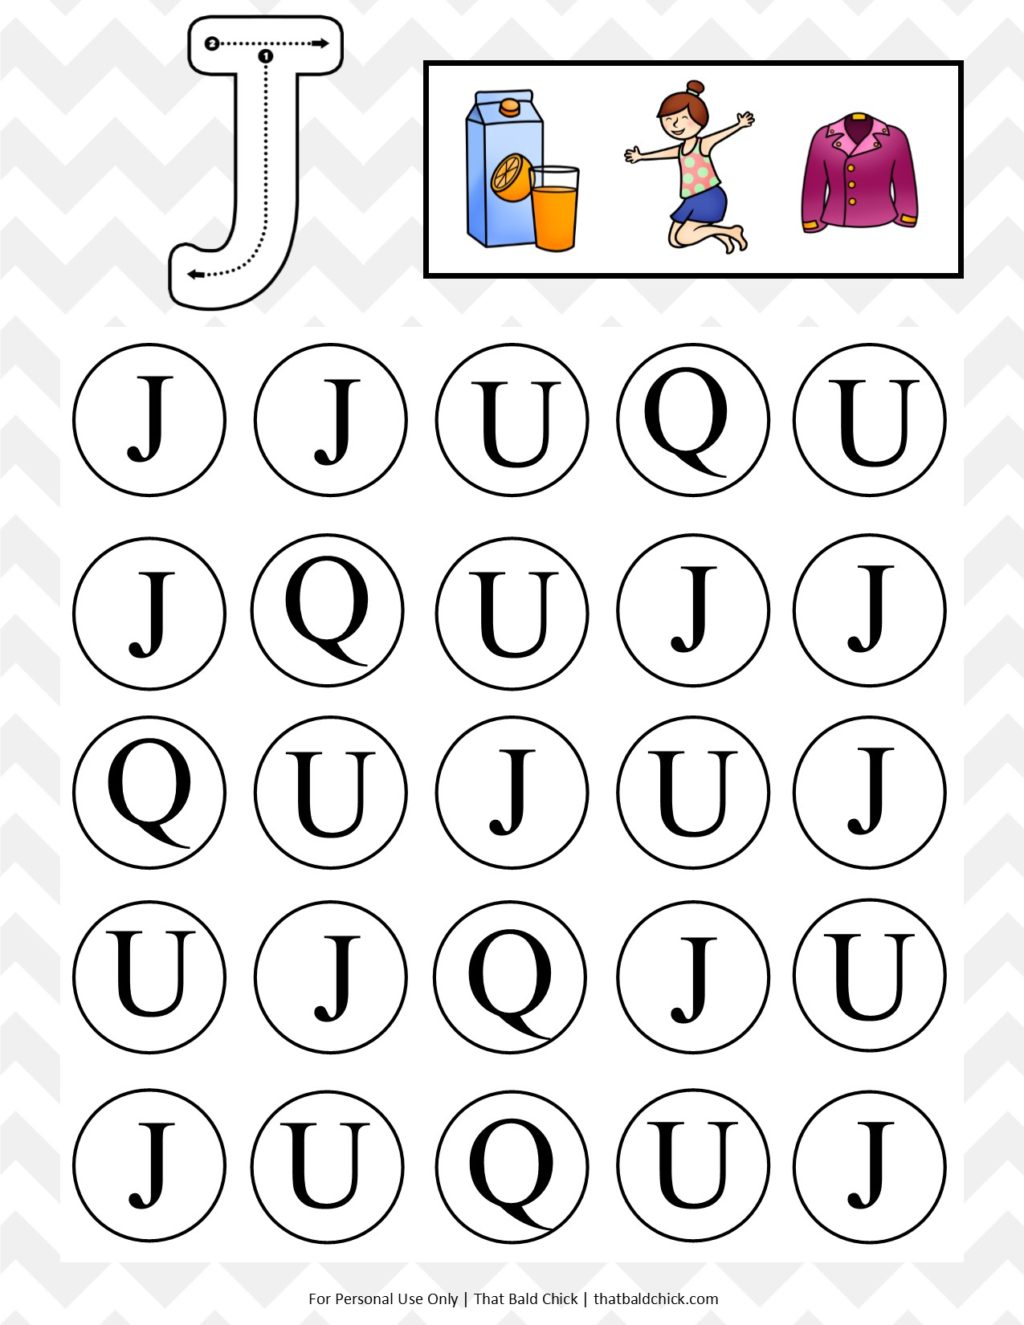 J
2
1
J J U Q U
J Q U J J
Q U J U J
U J Q J U
J U Q U J
For Personal Use Only | That Bald Chick | thatbaldchick.com